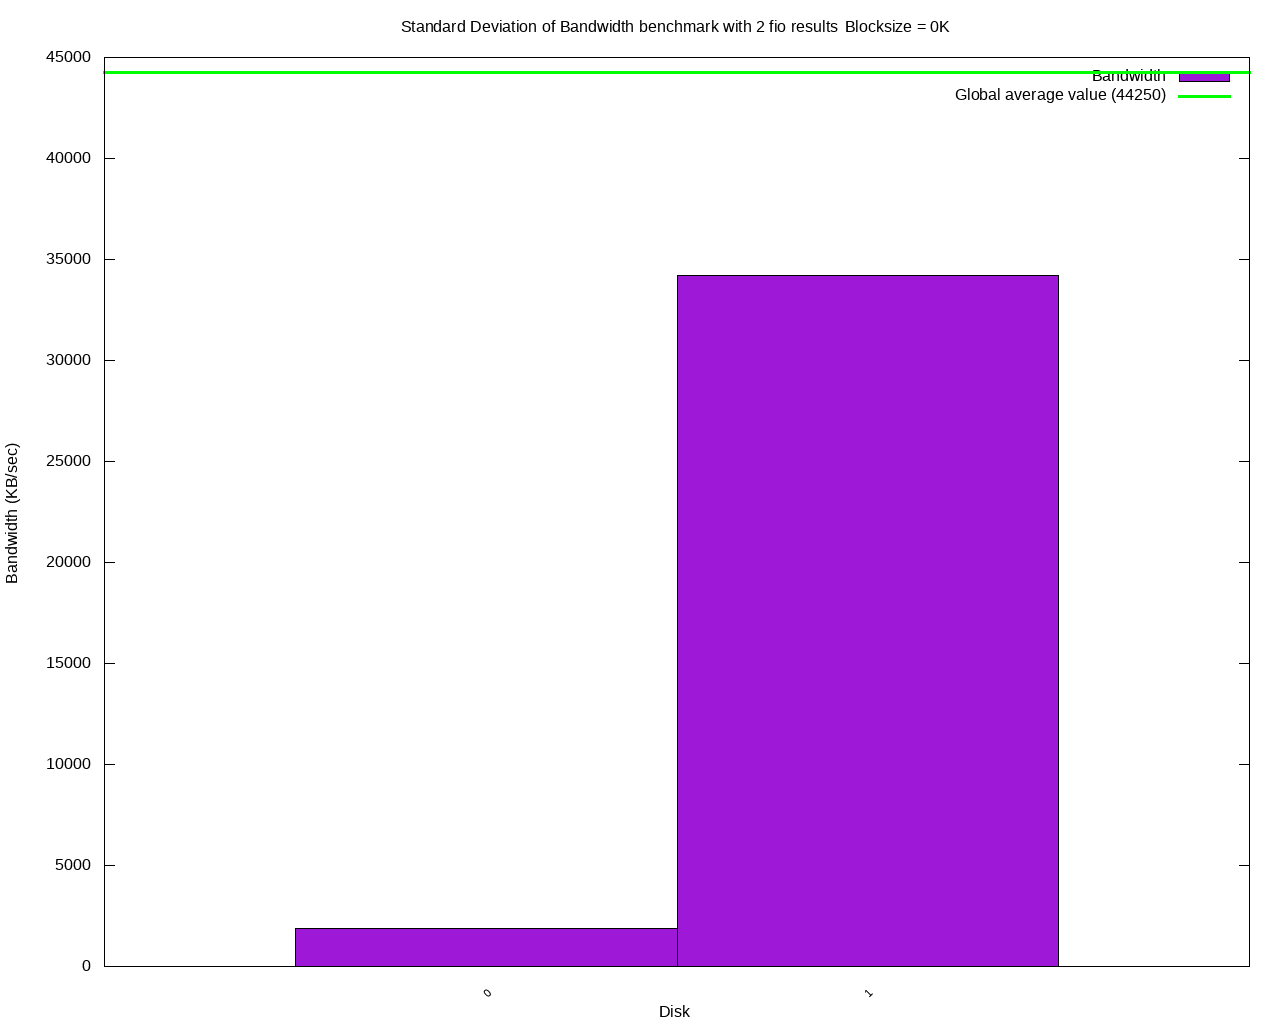 Standard Deviation of Bandwidth benchmark with 2 fio results Blocksize = 0K
45000
Bandwidth
Global average value (44250)
40000
35000
30000
25000
20000
15000
10000
5000
0
Bandwidth (KB/sec)
0
1
Disk